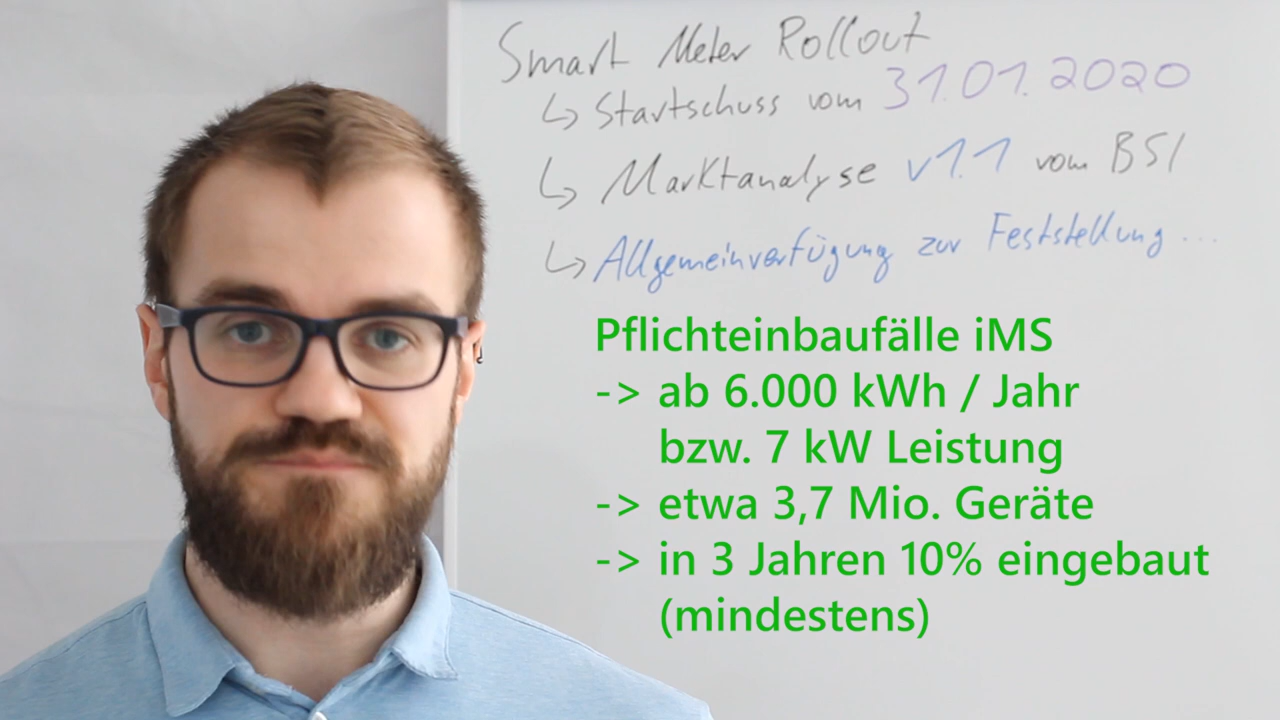 Smart Meter Rollout
↳ Startschuss vom 31.01.2020
↳ Marktanalyse v1.1 vom BSI
↳ Allgemeinverfügung zur Feststellung ...
Pflichteinbaufälle iMS
-> ab 6.000 kWh / Jahr
bzw. 7 kW Leistung
-> etwa 3,7 Mio. Geräte
-> in 3 Jahren 10% eingebaut
(mindestens)